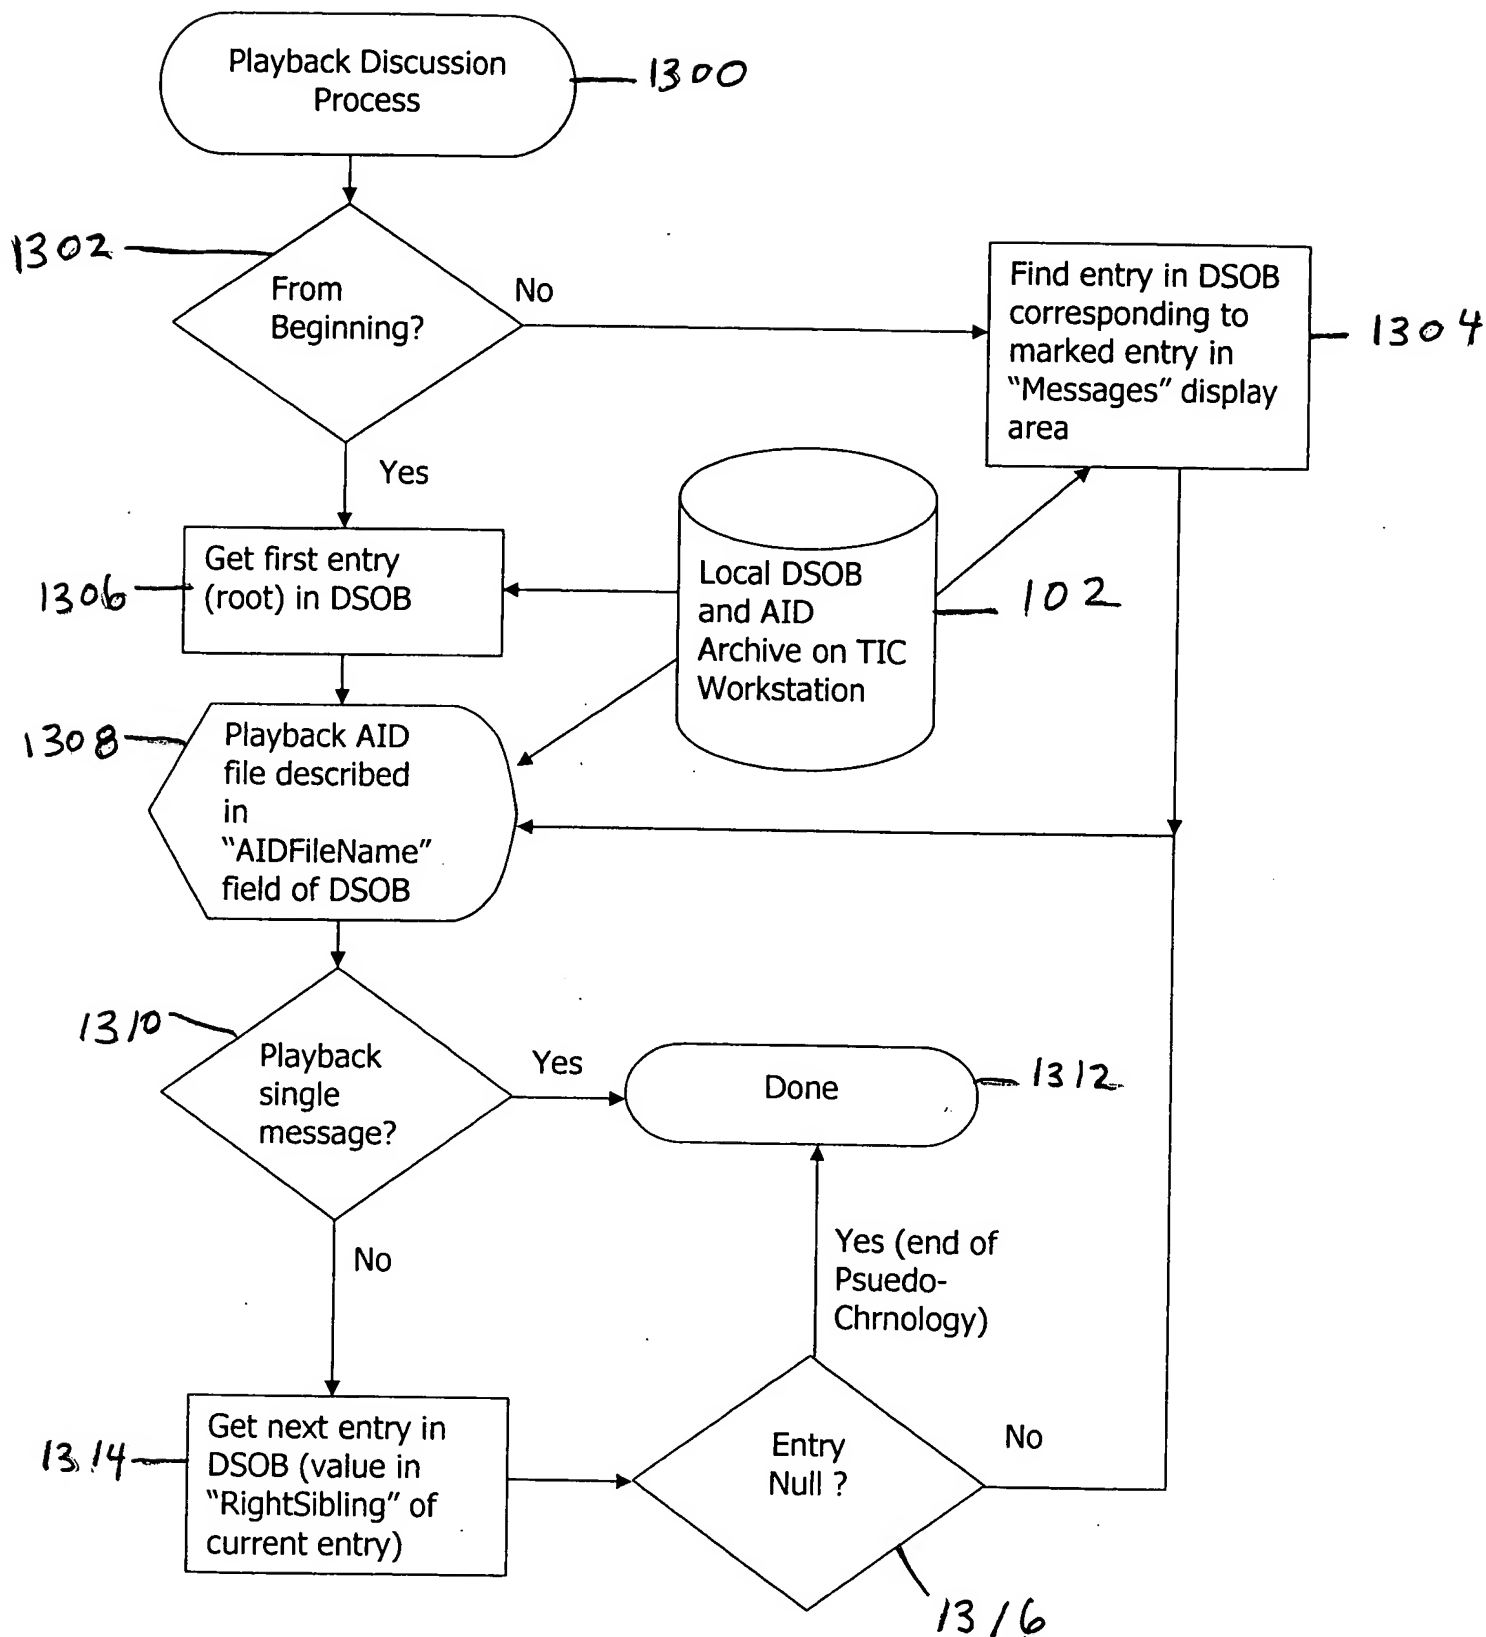 Playback Discussion
Process
1300
1302
From
Beginning?
No
Find entry in DSOB
corresponding to
marked entry in
“Messages” display
area
1304
Yes
Get first entry
(root) in DSOB
1306
Local DSOB
and AID
Archive on TIC
Workstation
102
1308
Playback AID
file described
in
“AIDFileName”
field of DSOB
1310
Playback
single
message?
Yes
Done
1312
No
Yes (end of
Psuedo-
Chrnology)
1314
Get next entry in
DSOB (value in
“RightSibling” of
current entry)
Entry
Null ?
No
1316